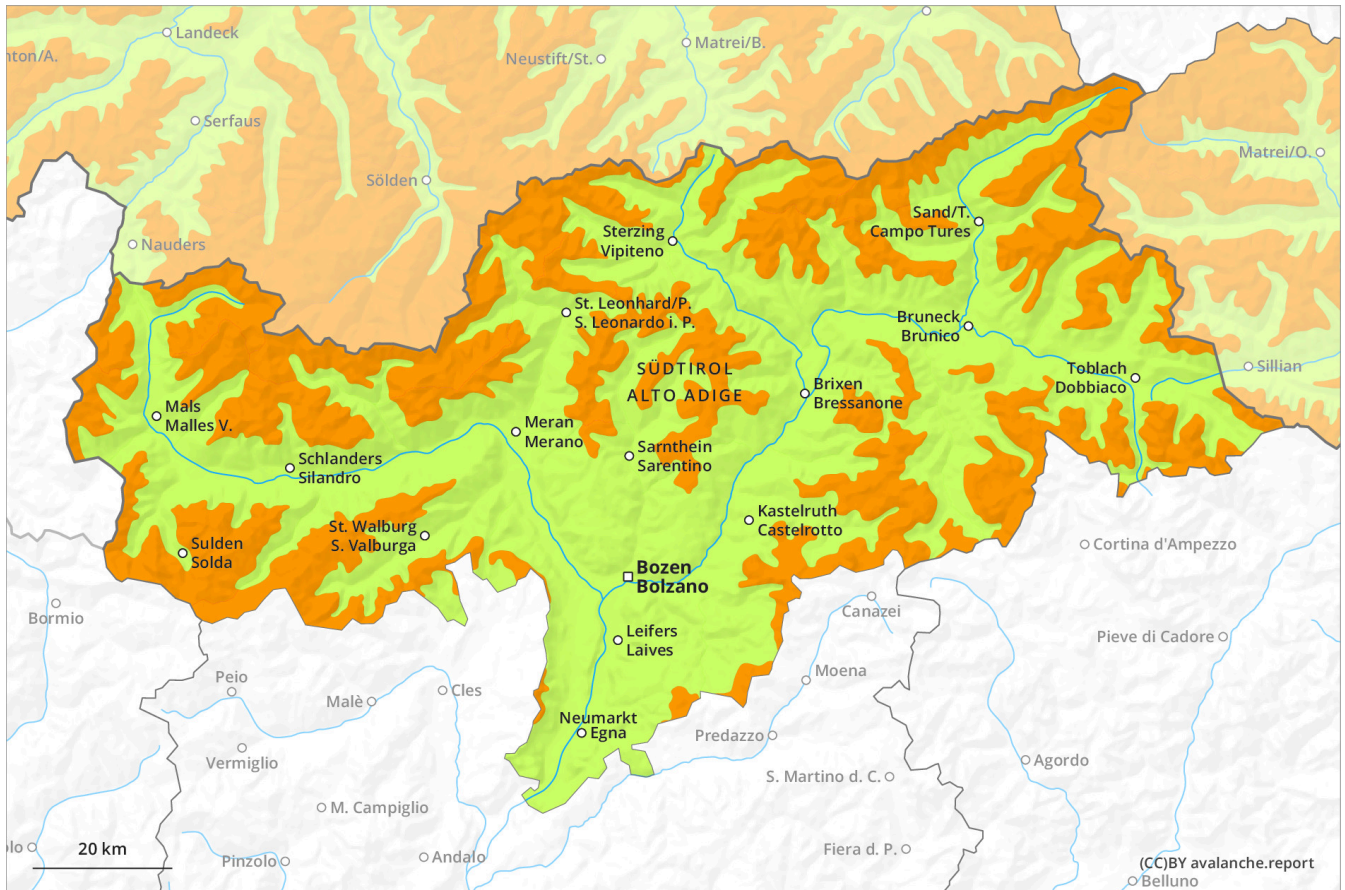 Landeck
Matrei/B.
nton/A.
Neustift/St.
Serfaus
Matrei/O.
Sölden
Nauders
Sand/T.
Campo Tures
Sterzing
Vipiteno
St. Leonhard/P.
S. Leonardo i. P.
Bruneck
Brunico
SÜDTIROL
ALTO ADIGE
Toblach
Dobbiaco
Sillian
Brixen
Bressanone
Mals
Malles V.
Meran
Merano
Sarnthein
Sarentino
Schlanders
Silandro
Kastelruth
Castelrotto
St. Walburg
S. Valburga
Sulden
Solda
Cortina d'Ampezzo
Bozen
Bolzano
Bormio
Canazei
Leifers
Laives
Pieve di Cadore
Peio
Moena
Malè
Cles
Neumarkt
Egna
Predazzo
Vermiglio
Agordo
S. Martino d. C.
M. Campiglio
20 km
lo
Pinzolo
Andalo
Fiera d. P.
(CC)BY avalanche.report
Belluno